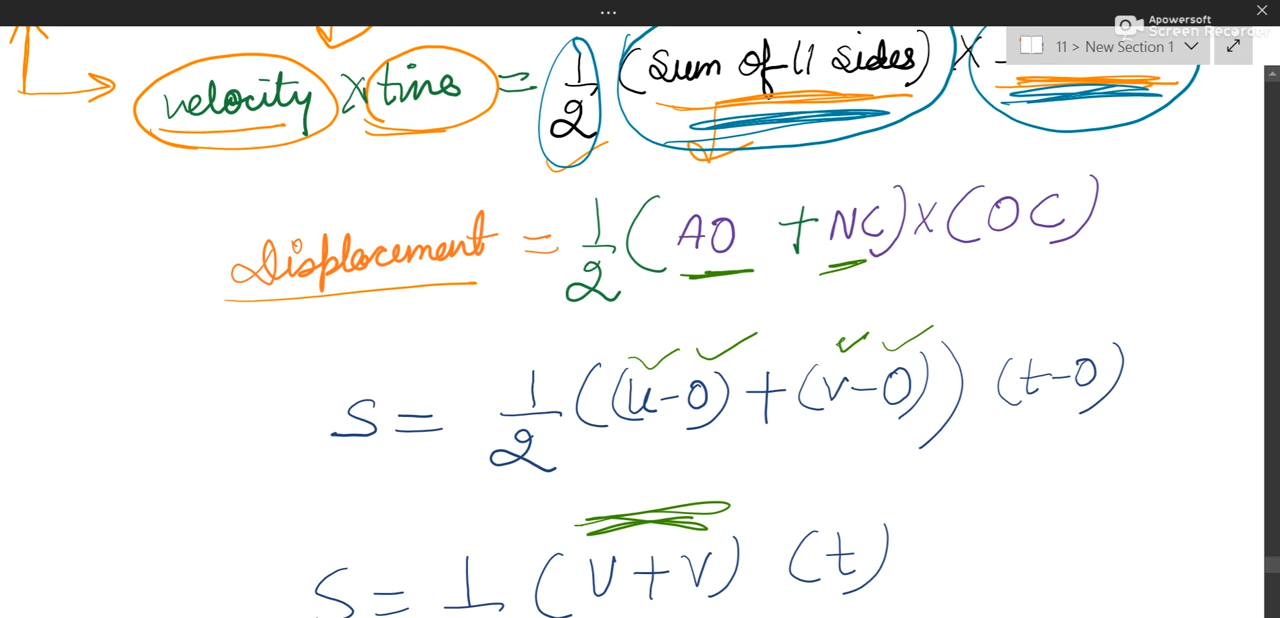 ...
Apowersoft
Screen Recorder
11 > New Section 1
velocity × time = 1/2 (Sum of 11 sides) ×
Displacement = 1/2 (AO + NC) × (OC)
S = 1/2 ((u-0) + (v-0)) (t-0)
S = 1 (U+V) (t)